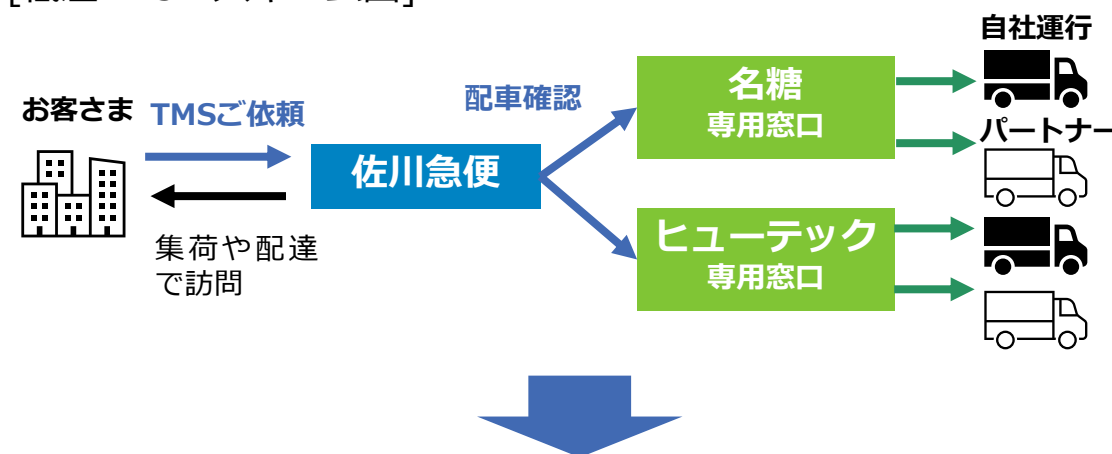 自社運行
お客さま
TMSご依頼
配車確認
名糖
専用窓口
パートナー
佐川急便
集荷や配達
で訪問
ヒューテック
専用窓口